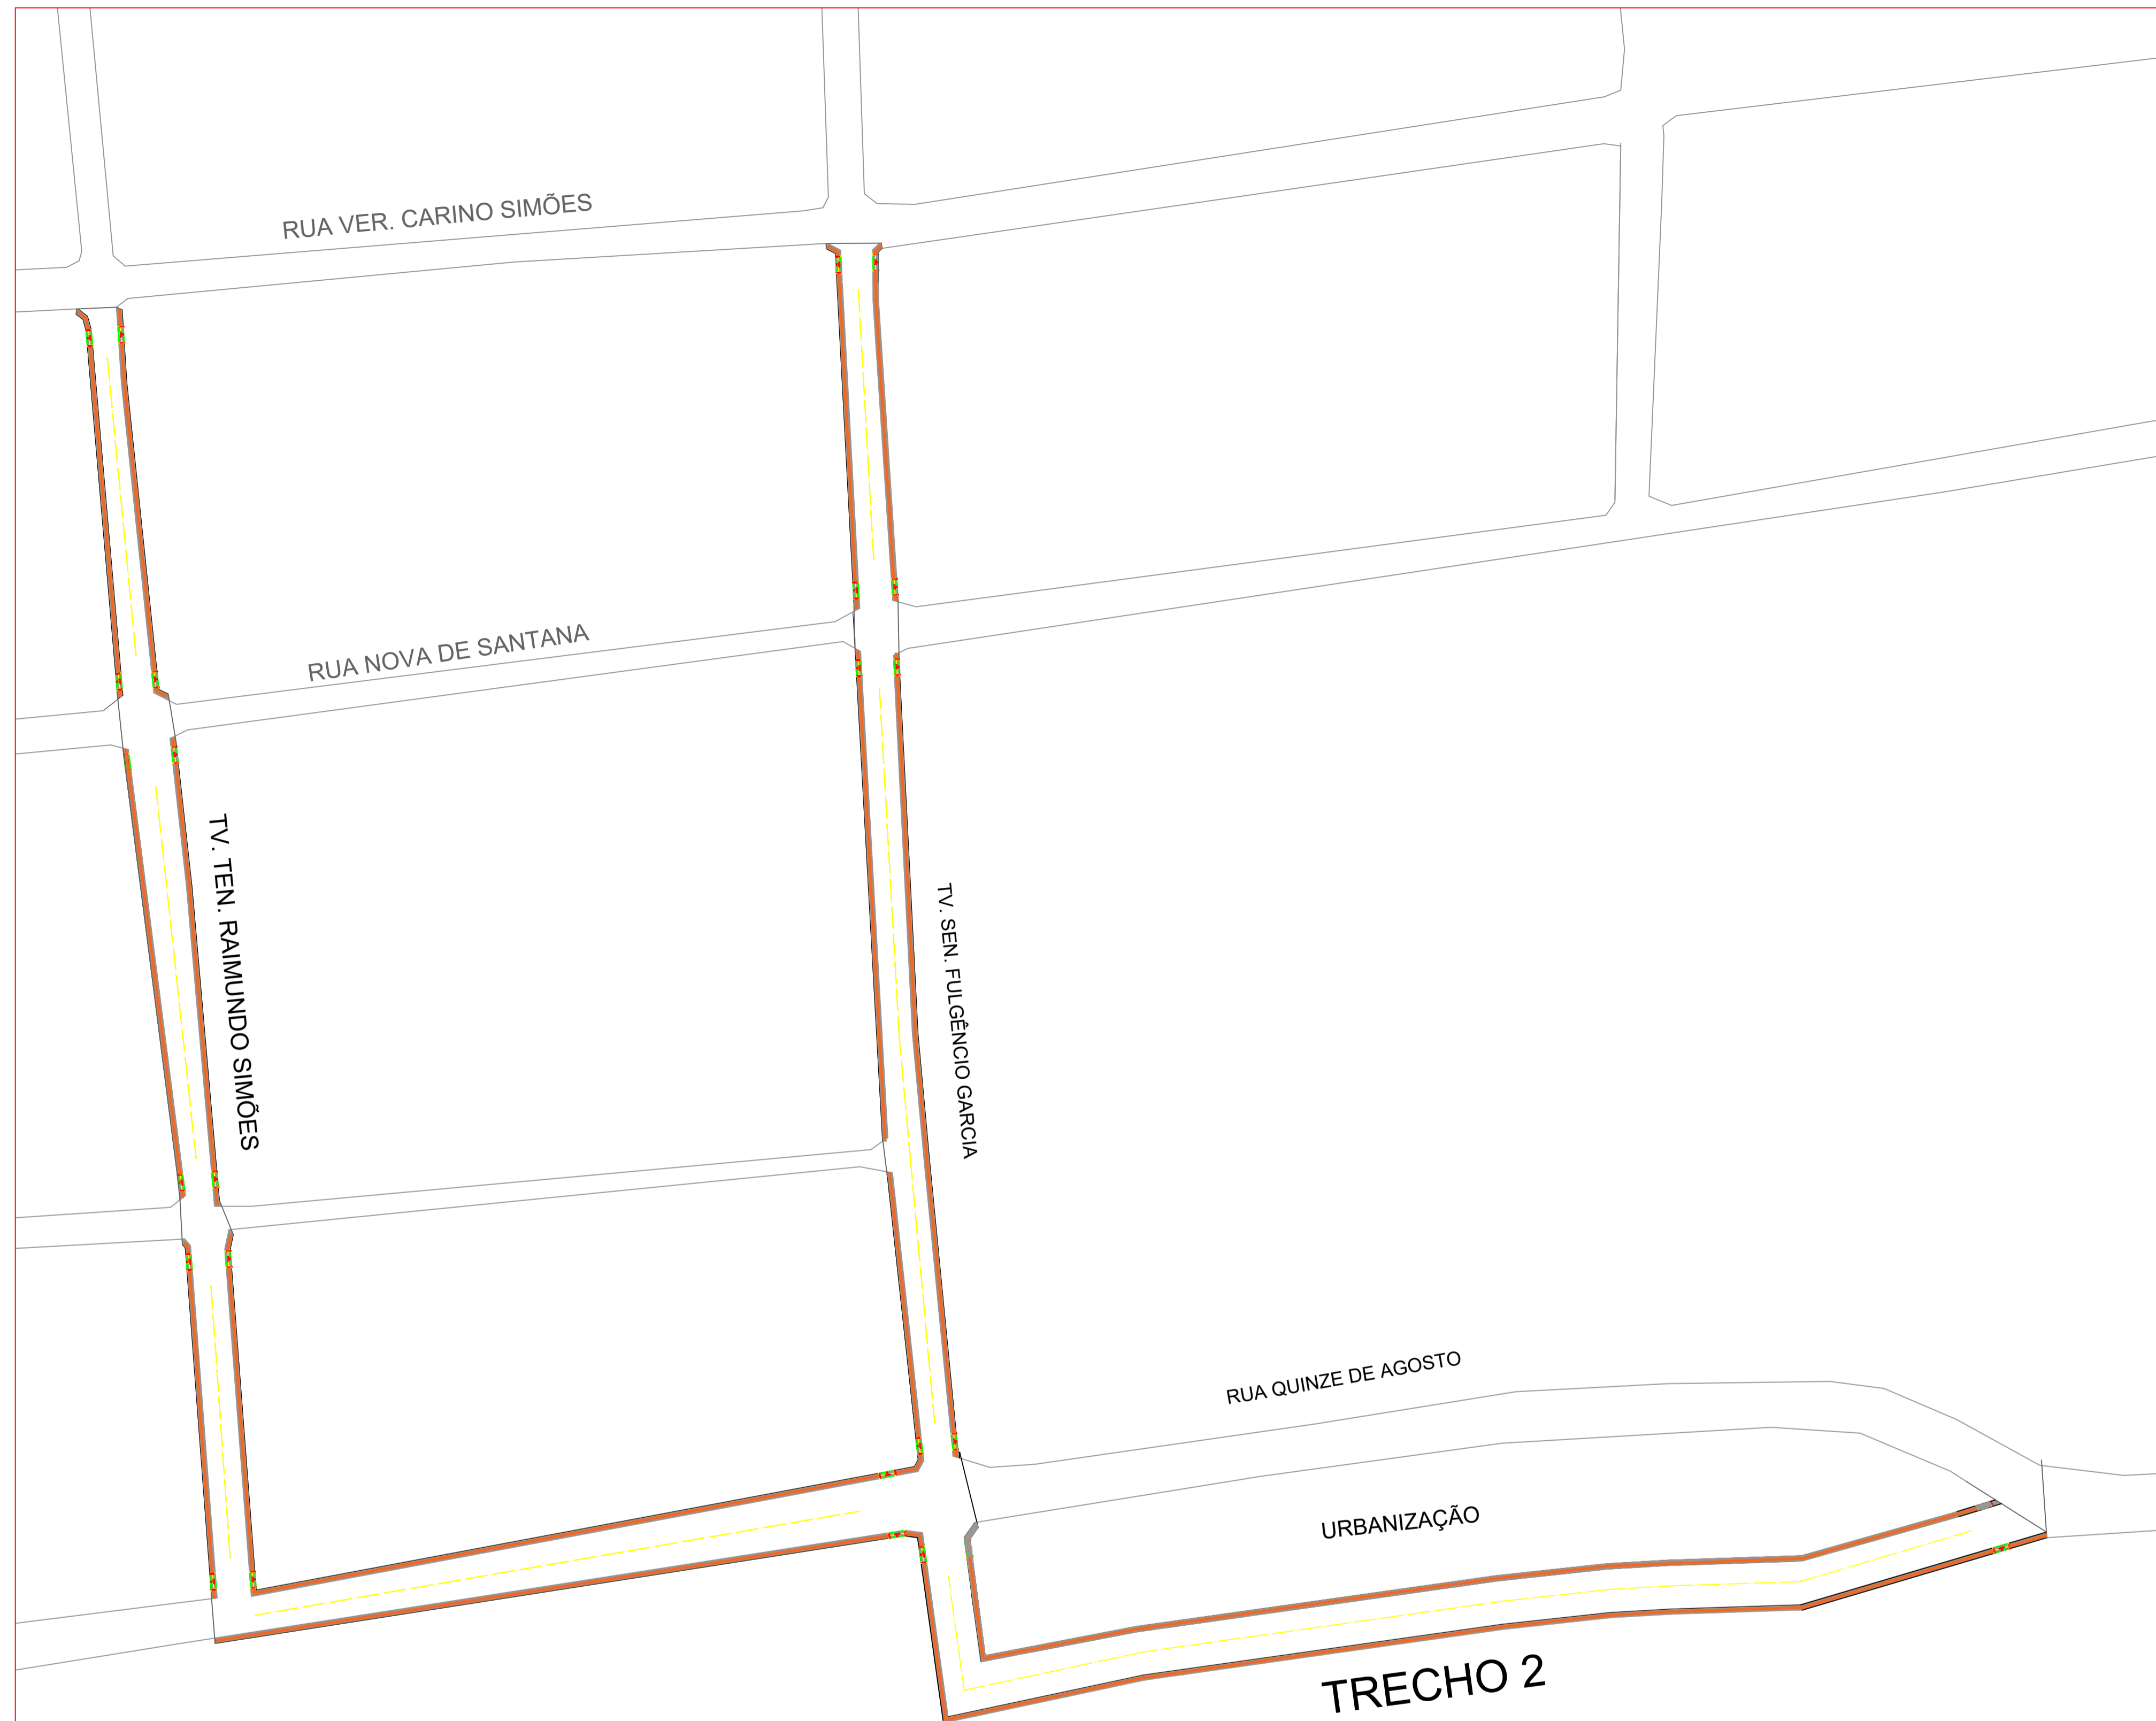 RUA VER. CARINO SIMÕES
RUA NOVA DE SANTANA
TV. TEN. RAIMUNDO SIMÕES
TV. SEN. FULGÊNCIO GARCIA
RUA QUINZE DE AGOSTO
URBANIZAÇÃO
TRECHO 2